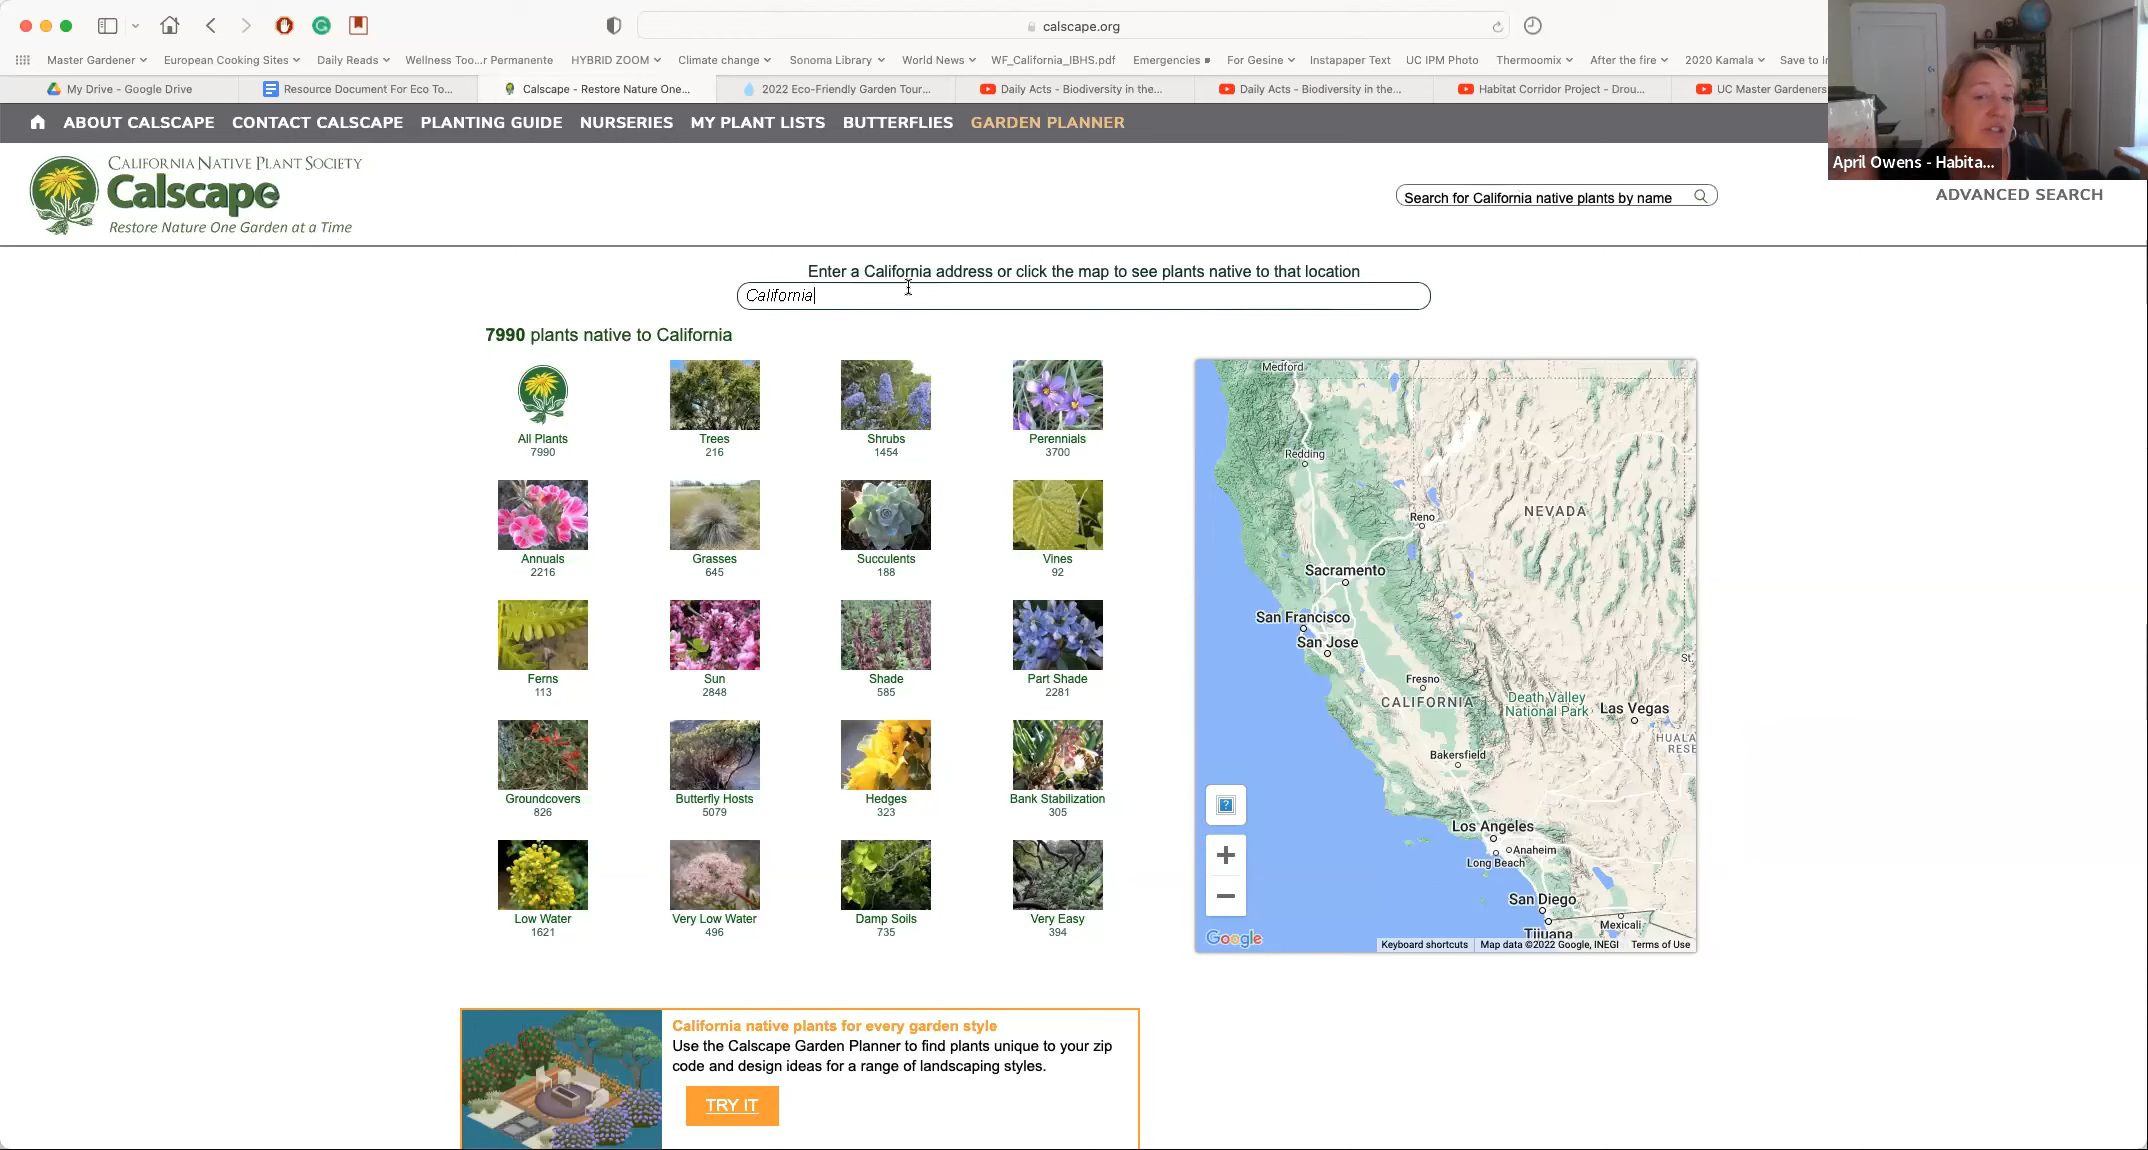 calscape.org
Master Gardener European Cooking Sites Daily Reads Wellness Too...r Permanente HYBRID ZOOM Climate change Sonoma Library World News WF_California_IBHS.pdf Emergencies For Gesine Instapaper Text UC IPM Photo Thermoomix After the fire 2020 Kamala Save to I
My Drive - Google Drive Resource Document For Eco To... Calscape - Restore Nature One... 2022 Eco-Friendly Garden Tour... Daily Acts - Biodiversity in the... Daily Acts - Biodiversity in the... Habitat Corridor Project - Drou... UC Master Gardeners
ABOUT CALSCAPE CONTACT CALSCAPE PLANTING GUIDE NURSERIES MY PLANT LISTS BUTTERFLIES GARDEN PLANNER
April Owens - Habita...
CALIFORNIA NATIVE PLANT SOCIETY
Calscape
Restore Nature One Garden at a Time
Search for California native plants by name
ADVANCED SEARCH
Enter a California address or click the map to see plants native to that location
California
7990 plants native to California
All Plants Trees Shrubs Perennials
7990 216 1454 3700
Annuals Grasses Succulents Vines
2216 645 188 92
Ferns Sun Shade Part Shade
113 2848 585 2281
Groundcovers Butterfly Hosts Hedges Bank Stabilization
826 5079 323 305
Low Water Very Low Water Damp Soils Very Easy
1621 496 735 394
Medford
Redding
Reno
NEVADA
Sacramento
San Francisco
San Jose
St.
Fresno
CALIFORNIA
Death Valley
National Park
Las Vegas
HUALA
RESE
Bakersfield
Los Angeles
Anaheim
Long Beach
San Diego
Mexicali
Tijuana
?
+
−
Google
Keyboard shortcuts Map data ©2022 Google, INEGI Terms of Use
California native plants for every garden style
Use the Calscape Garden Planner to find plants unique to your zip
code and design ideas for a range of landscaping styles.
TRY IT